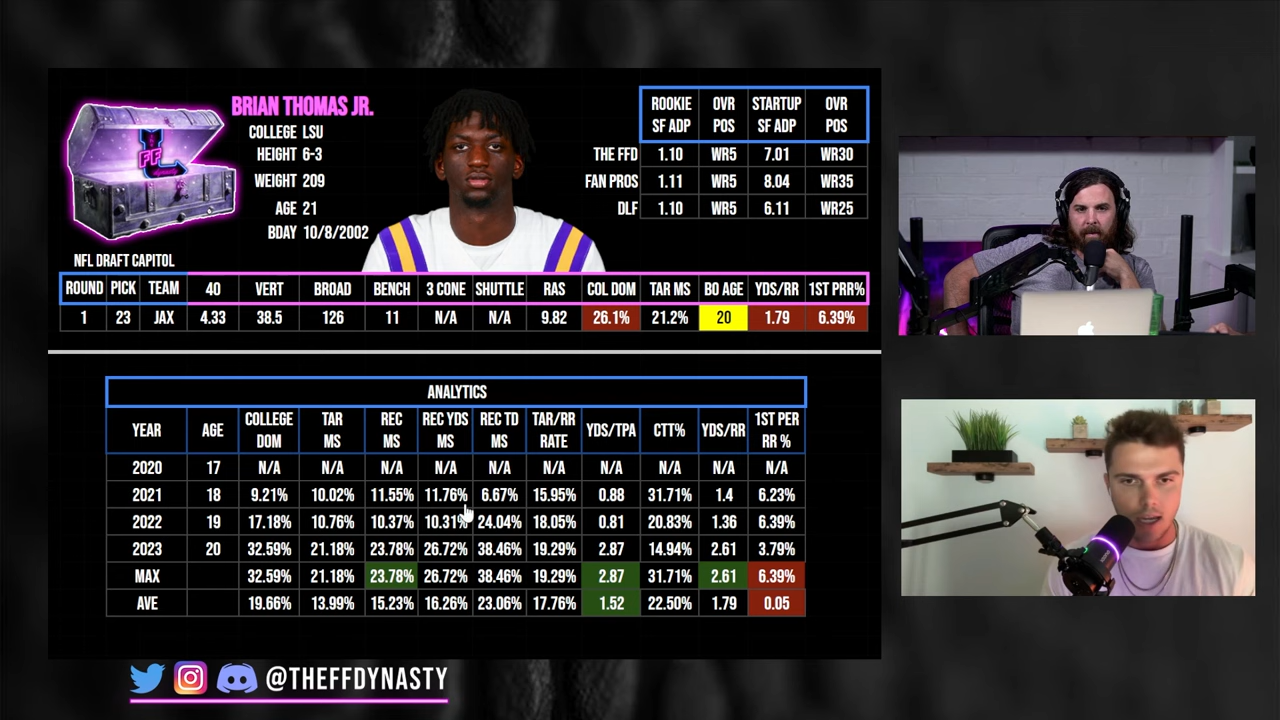 BRIAN THOMAS JR.
COLLEGE LSU
HEIGHT 6-3
WEIGHT 209
AGE 21
BDAY 10/8/2002
FF
dynasty
ROOKIE SF ADP OVR POS STARTUP SF ADP OVR POS
THE FFD 1.10 WR5 7.01 WR30
FAN PROS 1.11 WR5 8.04 WR35
DLF 1.10 WR5 6.11 WR25
NFL DRAFT CAPITOL
ROUND PICK TEAM 40 VERT BROAD BENCH 3 CONE SHUTTLE RAS COL DOM TAR MS BO AGE YDS/RR 1ST PRR%
1 23 JAX 4.33 38.5 126 11 N/A N/A 9.82 26.1% 21.2% 20 1.79 6.39%
ANALYTICS
YEAR AGE COLLEGE DOM TAR MS REC MS REC YDS MS REC TD MS TAR/RR RATE YDS/TPA CTT% YDS/RR 1ST PER RR %
2020 17 N/A N/A N/A N/A N/A N/A N/A N/A N/A N/A
2021 18 9.21% 10.02% 11.55% 11.76% 6.67% 15.95% 0.88 31.71% 1.4 6.23%
2022 19 17.18% 10.76% 10.37% 10.31% 24.04% 18.05% 0.81 20.83% 1.36 6.39%
2023 20 32.59% 21.18% 23.78% 26.72% 38.46% 19.29% 2.87 14.94% 2.61 3.79%
MAX 32.59% 21.18% 23.78% 26.72% 38.46% 19.29% 2.87 31.71% 2.61 6.39%
AVE 19.66% 13.99% 15.23% 16.26% 23.06% 17.76% 1.52 22.50% 1.79 0.05
@THEFFDYNASTY